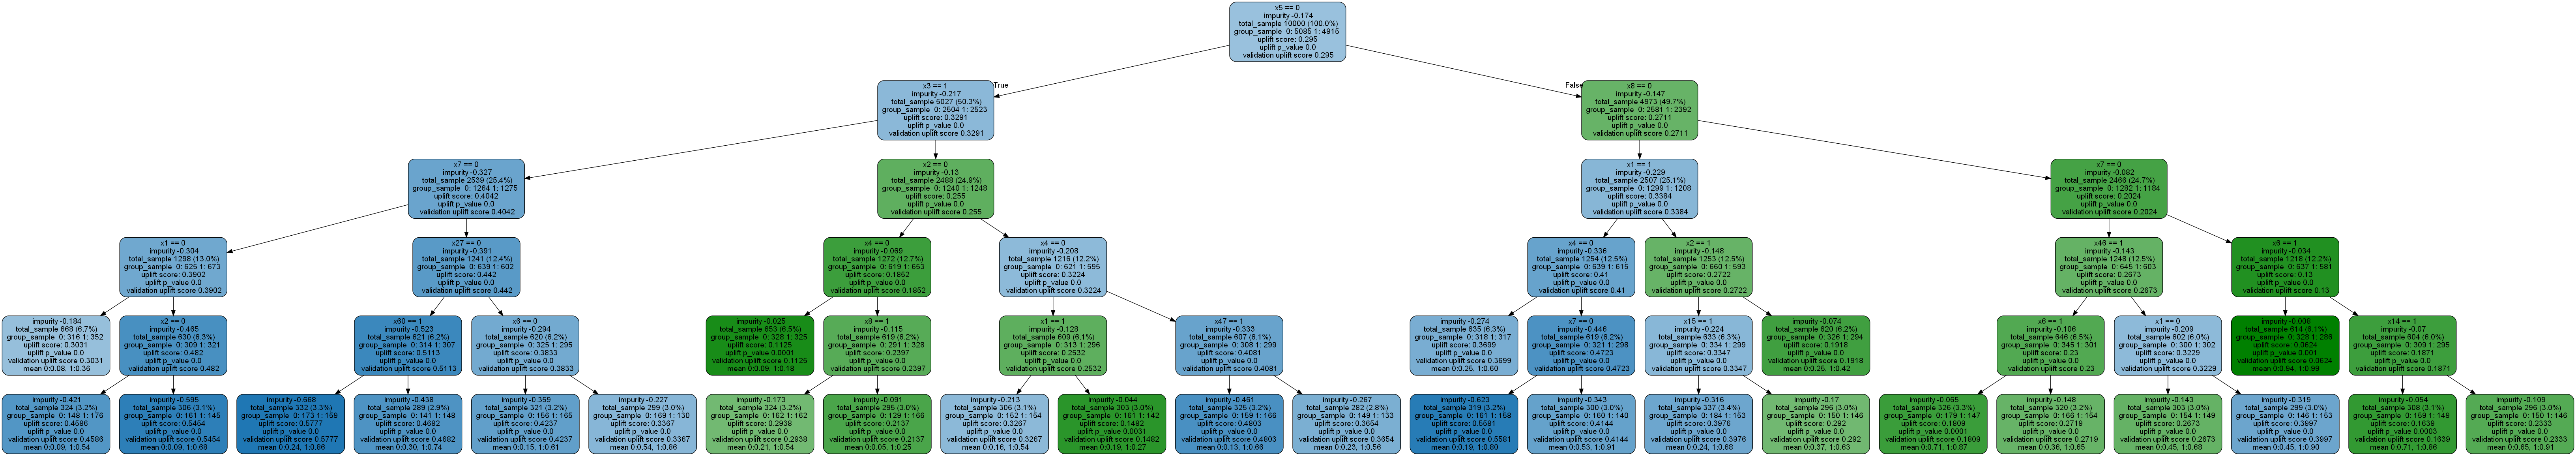 x5 == 0
impurity -0.174
total_sample 10000 (100.0%)
group_sample 0: 5085 1: 4915
uplift score: 0.295
uplift p_value 0.0
validation uplift score 0.295
True
False
x3 == 1
impurity -0.217
total_sample 5027 (50.3%)
group_sample 0: 2504 1: 2523
uplift score: 0.3291
uplift p_value 0.0
validation uplift score 0.3291
x8 == 0
impurity -0.147
total_sample 4973 (49.7%)
group_sample 0: 2581 1: 2392
uplift score: 0.2711
uplift p_value 0.0
validation uplift score 0.2711
x7 == 0
impurity -0.327
total_sample 2539 (25.4%)
group_sample 0: 1264 1: 1275
uplift score: 0.4042
uplift p_value 0.0
validation uplift score 0.4042
x2 == 0
impurity -0.13
total_sample 2488 (24.9%)
group_sample 0: 1240 1: 1248
uplift score: 0.255
uplift p_value 0.0
validation uplift score 0.255
x1 == 1
impurity -0.229
total_sample 2507 (25.1%)
group_sample 0: 1299 1: 1208
uplift score: 0.3384
uplift p_value 0.0
validation uplift score 0.3384
x7 == 0
impurity -0.082
total_sample 2466 (24.7%)
group_sample 0: 1282 1: 1184
uplift score: 0.2024
uplift p_value 0.0
validation uplift score 0.2024
x1 == 0
impurity -0.304
total_sample 1298 (13.0%)
group_sample 0: 625 1: 673
uplift score: 0.3902
uplift p_value 0.0
validation uplift score 0.3902
x27 == 0
impurity -0.391
total_sample 1241 (12.4%)
group_sample 0: 639 1: 602
uplift score: 0.442
uplift p_value 0.0
validation uplift score 0.442
x4 == 0
impurity -0.069
total_sample 1272 (12.7%)
group_sample 0: 619 1: 653
uplift score: 0.1852
uplift p_value 0.0
validation uplift score 0.1852
x4 == 0
impurity -0.208
total_sample 1216 (12.2%)
group_sample 0: 621 1: 595
uplift score: 0.3224
uplift p_value 0.0
validation uplift score 0.3224
x4 == 0
impurity -0.336
total_sample 1254 (12.5%)
group_sample 0: 639 1: 615
uplift score: 0.41
uplift p_value 0.0
validation uplift score 0.41
x2 == 1
impurity -0.148
total_sample 1253 (12.5%)
group_sample 0: 660 1: 593
uplift score: 0.2722
uplift p_value 0.0
validation uplift score 0.2722
x46 == 1
impurity -0.143
total_sample 1248 (12.5%)
group_sample 0: 645 1: 603
uplift score: 0.2673
uplift p_value 0.0
validation uplift score 0.2673
x6 == 1
impurity -0.034
total_sample 1218 (12.2%)
group_sample 0: 637 1: 581
uplift score: 0.13
uplift p_value 0.0
validation uplift score 0.13
impurity -0.184
total_sample 668 (6.7%)
group_sample 0: 316 1: 352
uplift score: 0.3031
uplift p_value 0.0
validation uplift score 0.3031
mean 0:0.08, 1:0.36
x2 == 0
impurity -0.465
total_sample 630 (6.3%)
group_sample 0: 309 1: 321
uplift score: 0.482
uplift p_value 0.0
validation uplift score 0.482
x60 == 1
impurity -0.523
total_sample 621 (6.2%)
group_sample 0: 314 1: 307
uplift score: 0.5113
uplift p_value 0.0
validation uplift score 0.5113
x6 == 0
impurity -0.294
total_sample 620 (6.2%)
group_sample 0: 325 1: 295
uplift score: 0.3833
uplift p_value 0.0
validation uplift score 0.3833
impurity -0.025
total_sample 653 (6.5%)
group_sample 0: 328 1: 325
uplift score: 0.1125
uplift p_value 0.0001
validation uplift score 0.1125
mean 0:0.09, 1:0.18
x8 == 1
impurity -0.115
total_sample 619 (6.2%)
group_sample 0: 291 1: 328
uplift score: 0.2397
uplift p_value 0.0
validation uplift score 0.2397
x1 == 1
impurity -0.128
total_sample 609 (6.1%)
group_sample 0: 313 1: 296
uplift score: 0.2532
uplift p_value 0.0
validation uplift score 0.2532
x47 == 1
impurity -0.333
total_sample 607 (6.1%)
group_sample 0: 308 1: 299
uplift score: 0.4081
uplift p_value 0.0
validation uplift score 0.4081
impurity -0.274
total_sample 635 (6.3%)
group_sample 0: 318 1: 317
uplift score: 0.3699
uplift p_value 0.0
validation uplift score 0.3699
mean 0:0.25, 1:0.60
x7 == 0
impurity -0.446
total_sample 619 (6.2%)
group_sample 0: 321 1: 298
uplift score: 0.4723
uplift p_value 0.0
validation uplift score 0.4723
x15 == 1
impurity -0.224
total_sample 633 (6.3%)
group_sample 0: 334 1: 299
uplift score: 0.3347
uplift p_value 0.0
validation uplift score 0.3347
impurity -0.074
total_sample 620 (6.2%)
group_sample 0: 326 1: 294
uplift score: 0.1918
uplift p_value 0.0
validation uplift score 0.1918
mean 0:0.25, 1:0.42
x6 == 1
impurity -0.106
total_sample 646 (6.5%)
group_sample 0: 345 1: 301
uplift score: 0.23
uplift p_value 0.0
validation uplift score 0.23
x1 == 0
impurity -0.209
total_sample 602 (6.0%)
group_sample 0: 300 1: 302
uplift score: 0.3229
uplift p_value 0.0
validation uplift score 0.3229
impurity -0.008
total_sample 614 (6.1%)
group_sample 0: 328 1: 286
uplift score: 0.0624
uplift p_value 0.001
validation uplift score 0.0624
mean 0:0.94, 1:0.99
x14 == 1
impurity -0.07
total_sample 604 (6.0%)
group_sample 0: 309 1: 295
uplift score: 0.1871
uplift p_value 0.0
validation uplift score 0.1871
impurity -0.421
total_sample 324 (3.2%)
group_sample 0: 148 1: 176
uplift score: 0.4586
uplift p_value 0.0
validation uplift score 0.4586
mean 0:0.09, 1:0.54
impurity -0.595
total_sample 306 (3.1%)
group_sample 0: 161 1: 145
uplift score: 0.5454
uplift p_value 0.0
validation uplift score 0.5454
mean 0:0.09, 1:0.68
impurity -0.668
total_sample 332 (3.3%)
group_sample 0: 173 1: 159
uplift score: 0.5777
uplift p_value 0.0
validation uplift score 0.5777
mean 0:0.24, 1:0.86
impurity -0.438
total_sample 289 (2.9%)
group_sample 0: 141 1: 148
uplift score: 0.4682
uplift p_value 0.0
validation uplift score 0.4682
mean 0:0.30, 1:0.74
impurity -0.359
total_sample 321 (3.2%)
group_sample 0: 156 1: 165
uplift score: 0.4237
uplift p_value 0.0
validation uplift score 0.4237
mean 0:0.15, 1:0.61
impurity -0.227
total_sample 299 (3.0%)
group_sample 0: 169 1: 130
uplift score: 0.3367
uplift p_value 0.0
validation uplift score 0.3367
mean 0:0.54, 1:0.86
impurity -0.173
total_sample 324 (3.2%)
group_sample 0: 162 1: 162
uplift score: 0.2938
uplift p_value 0.0
validation uplift score 0.2938
mean 0:0.21, 1:0.54
impurity -0.091
total_sample 295 (3.0%)
group_sample 0: 129 1: 166
uplift score: 0.2137
uplift p_value 0.0
validation uplift score 0.2137
mean 0:0.05, 1:0.25
impurity -0.213
total_sample 306 (3.1%)
group_sample 0: 152 1: 154
uplift score: 0.3267
uplift p_value 0.0
validation uplift score 0.3267
mean 0:0.16, 1:0.54
impurity -0.044
total_sample 303 (3.0%)
group_sample 0: 161 1: 142
uplift score: 0.1482
uplift p_value 0.0031
validation uplift score 0.1482
mean 0:0.19, 1:0.27
impurity -0.461
total_sample 325 (3.2%)
group_sample 0: 159 1: 166
uplift score: 0.4803
uplift p_value 0.0
validation uplift score 0.4803
mean 0:0.13, 1:0.66
impurity -0.267
total_sample 282 (2.8%)
group_sample 0: 149 1: 133
uplift score: 0.3654
uplift p_value 0.0
validation uplift score 0.3654
mean 0:0.23, 1:0.56
impurity -0.623
total_sample 319 (3.2%)
group_sample 0: 161 1: 158
uplift score: 0.5581
uplift p_value 0.0
validation uplift score 0.5581
mean 0:0.19, 1:0.80
impurity -0.343
total_sample 300 (3.0%)
group_sample 0: 160 1: 140
uplift score: 0.4144
uplift p_value 0.0
validation uplift score 0.4144
mean 0:0.53, 1:0.91
impurity -0.316
total_sample 337 (3.4%)
group_sample 0: 184 1: 153
uplift score: 0.3976
uplift p_value 0.0
validation uplift score 0.3976
mean 0:0.24, 1:0.68
impurity -0.17
total_sample 296 (3.0%)
group_sample 0: 150 1: 146
uplift score: 0.292
uplift p_value 0.0
validation uplift score 0.292
mean 0:0.37, 1:0.63
impurity -0.065
total_sample 326 (3.3%)
group_sample 0: 179 1: 147
uplift score: 0.1809
uplift p_value 0.0001
validation uplift score 0.1809
mean 0:0.71, 1:0.87
impurity -0.148
total_sample 320 (3.2%)
group_sample 0: 166 1: 154
uplift score: 0.2719
uplift p_value 0.0
validation uplift score 0.2719
mean 0:0.36, 1:0.65
impurity -0.143
total_sample 303 (3.0%)
group_sample 0: 154 1: 149
uplift score: 0.2673
uplift p_value 0.0
validation uplift score 0.2673
mean 0:0.45, 1:0.68
impurity -0.319
total_sample 299 (3.0%)
group_sample 0: 146 1: 153
uplift score: 0.3997
uplift p_value 0.0
validation uplift score 0.3997
mean 0:0.45, 1:0.90
impurity -0.054
total_sample 308 (3.1%)
group_sample 0: 159 1: 149
uplift score: 0.1639
uplift p_value 0.0003
validation uplift score 0.1639
mean 0:0.71, 1:0.86
impurity -0.109
total_sample 296 (3.0%)
group_sample 0: 150 1: 146
uplift score: 0.2333
uplift p_value 0.0
validation uplift score 0.2333
mean 0:0.65, 1:0.91